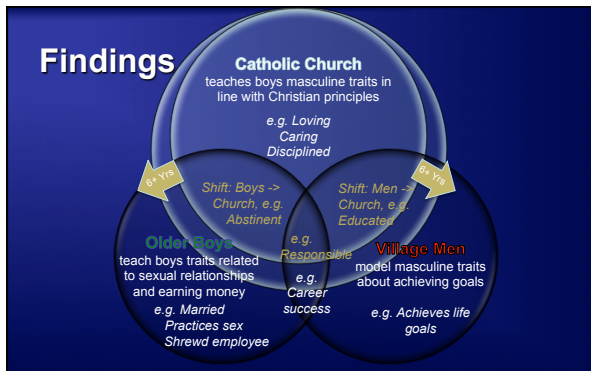 Findings
Catholic Church
teaches boys masculine traits in
line with Christian principles
e.g. Loving
Caring
Disciplined
6+ Yrs
6+ Yrs
Shift: Boys ->
Church, e.g.
Abstinent
Shift: Men ->
Church, e.g.
Educated
e.g.
Responsible
Older Boys
teach boys traits related
to sexual relationships
and earning money
e.g. Married
Practices sex
Shrewd employee
e.g.
Career
success
Village Men
model masculine traits
about achieving goals
e.g. Achieves life
goals